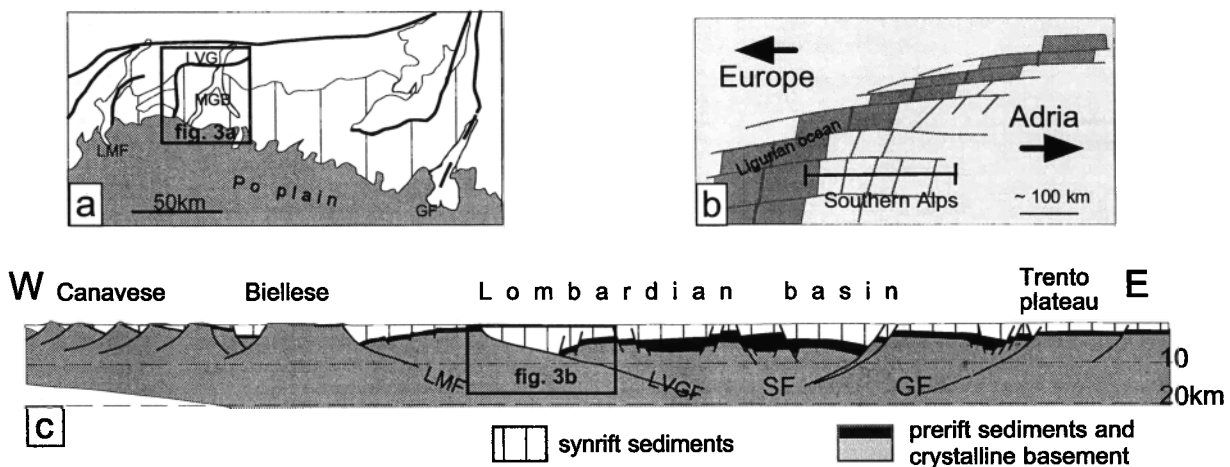 LVG
MGB
fig. 3a
LMF
Po plain
GF
a
50km
Europe
Adria
Ligurian ocean
Southern Alps
~ 100 km
b
W Canavese Biellese Lombardian basin Trento plateau E
LMF
fig. 3b
LVGF
SF
GF
10
20km
c
synrift sediments
prerift sediments and
crystalline basement